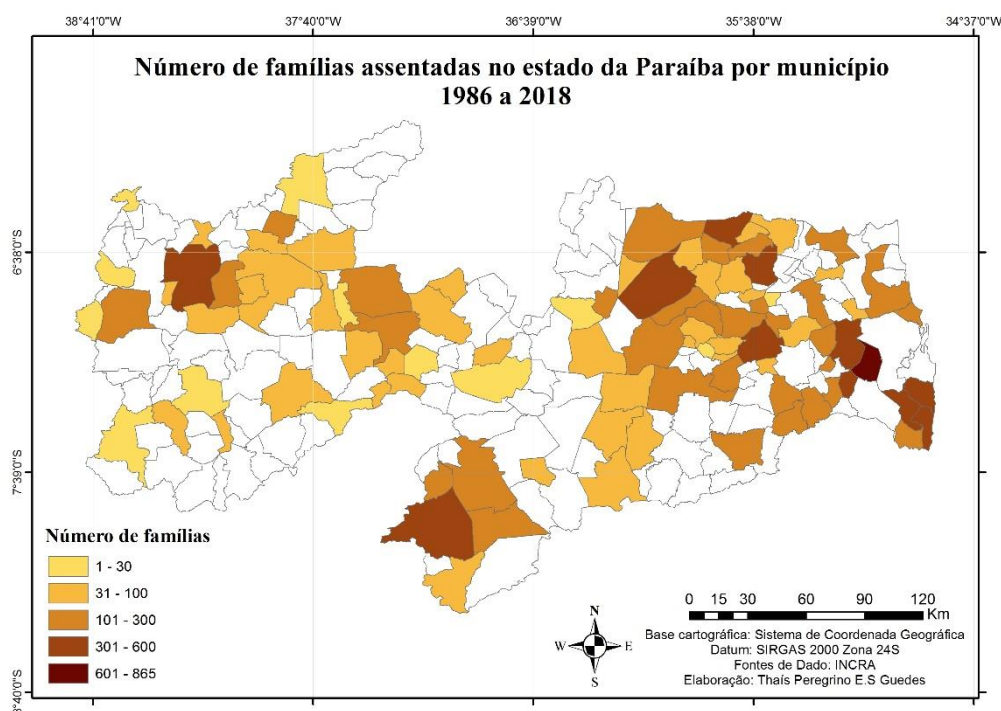 38°41'0"W 37°40'0"W 36°39'0"W 35°38'0"W 34°37'0"W
Número de famílias assentadas no estado da Paraíba por município
1986 a 2018
6°38'0"S
7°39'0"S
Número de famílias
1 - 30
31 - 100
101 - 300
301 - 600
601 - 865
N
W E
S
0 15 30 60 90 120
Km
Base cartográfica: Sistema de Coordenada Geográfica
Datum: SIRGAS 2000 Zona 24S
Fontes de Dado: INCRA
Elaboração: Thaís Peregrino E.S Guedes
3°40'0"S